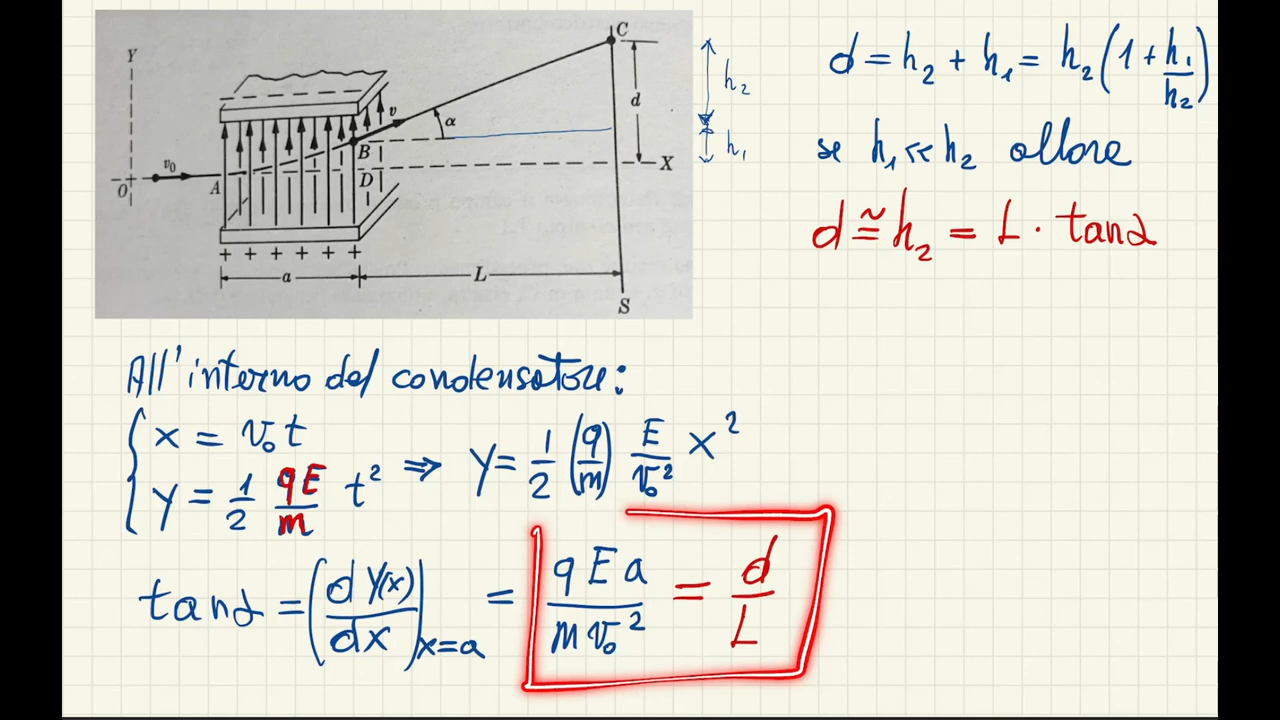 Y
C
h₂
d
v
α
B
h₁
v₀
X
O
A
D
+ + + + + +
a
L
S
d = h₂ + h₁ = h₂(1 + h₁/h₂)
se h₁ << h₂ allora
d ≅ h₂ = L · tanα
All'interno del condensatore:
{ x = v₀t
y = 1/2 qE/m t² ⇒ y = 1/2 (q/m) E/v₀² x²
tanα = (dy(x)/dx)ₓ₌ₐ = qEa/mv₀² = d/L